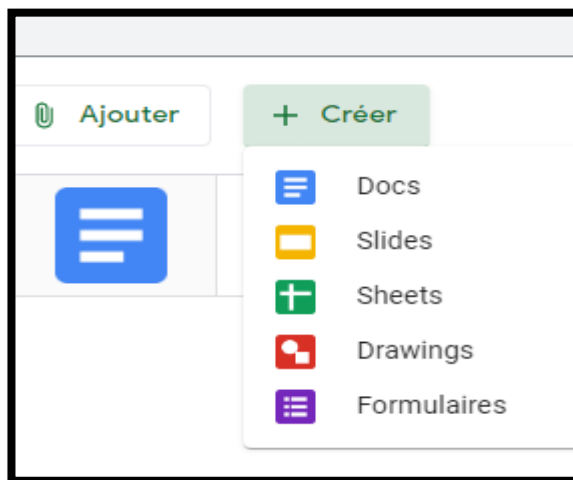 Ajouter
+ Créer
Docs
Slides
Sheets
Drawings
Formulaires